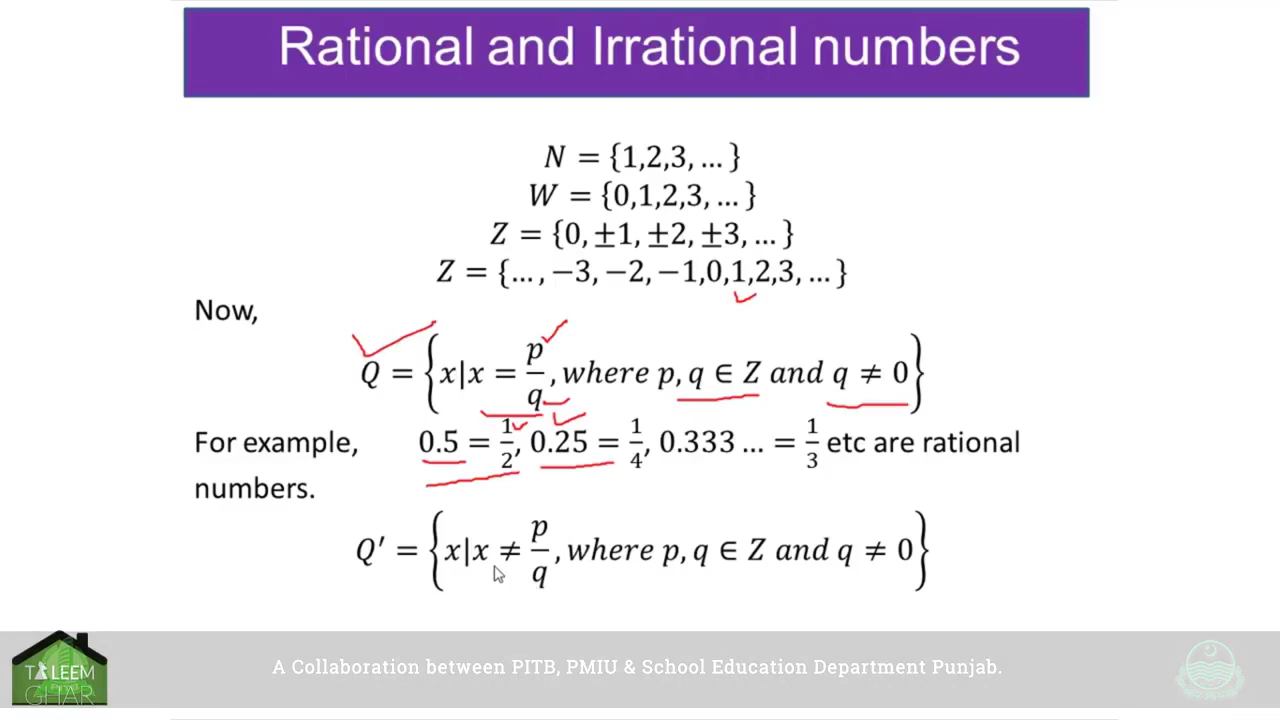 Rational and Irrational numbers
N = {1,2,3, … }
W = {0,1,2,3, … }
Z = {0, ±1, ±2, ±3, … }
Z = {… , −3, −2, −1,0,1,2,3, … }
Now,
Q = {x|x = p/q, where p, q ∈ Z and q ≠ 0}
For example, 0.5 = 1/2, 0.25 = 1/4, 0.333 … = 1/3 etc are rational
numbers.
Q′ = {x|x ≠ p/q, where p, q ∈ Z and q ≠ 0}
TALEEM
GHAR
A Collaboration between PITB, PMIU & School Education Department Punjab.